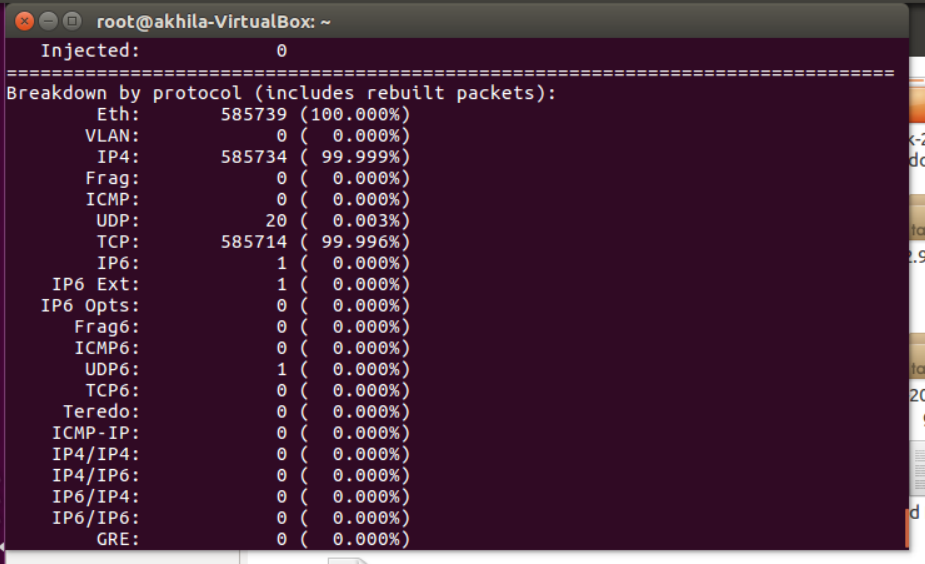 root@akhila-VirtualBox: ~
Injected: 0
===============================================================================
Breakdown by protocol (includes rebuilt packets):
Eth: 585739 (100.000%)
VLAN: 0 ( 0.000%)
IP4: 585734 ( 99.999%)
Frag: 0 ( 0.000%)
ICMP: 0 ( 0.000%)
UDP: 20 ( 0.003%)
TCP: 585714 ( 99.996%)
IP6: 1 ( 0.000%)
IP6 Ext: 1 ( 0.000%)
IP6 Opts: 0 ( 0.000%)
Frag6: 0 ( 0.000%)
ICMP6: 0 ( 0.000%)
UDP6: 1 ( 0.000%)
TCP6: 0 ( 0.000%)
Teredo: 0 ( 0.000%)
ICMP-IP: 0 ( 0.000%)
IP4/IP4: 0 ( 0.000%)
IP4/IP6: 0 ( 0.000%)
IP6/IP4: 0 ( 0.000%)
IP6/IP6: 0 ( 0.000%)
GRE: 0 ( 0.000%)